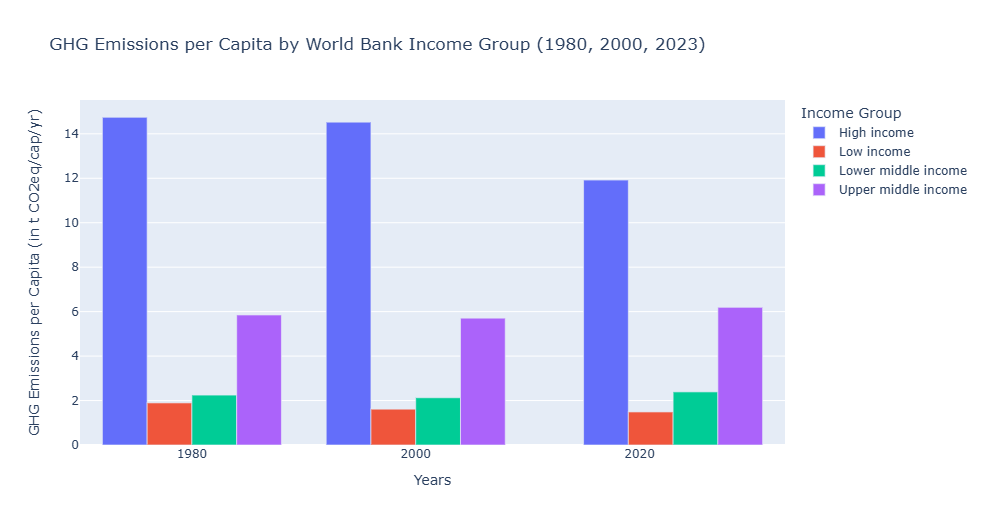 GHG Emissions per Capita by World Bank Income Group (1980, 2000, 2023)
GHG Emissions per Capita (in t CO2eq/cap/yr)
14
12
10
8
6
4
2
0
1980
2000
2020
Years
Income Group
High income
Low income
Lower middle income
Upper middle income